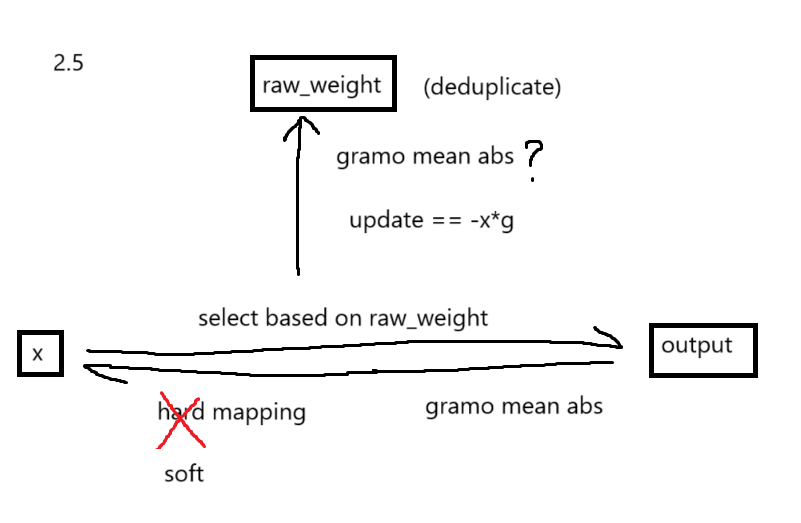 2.5
raw_weight (deduplicate)
gramo mean abs ?
update == -x*g
select based on raw_weight
x
output
hard mapping
gramo mean abs
soft